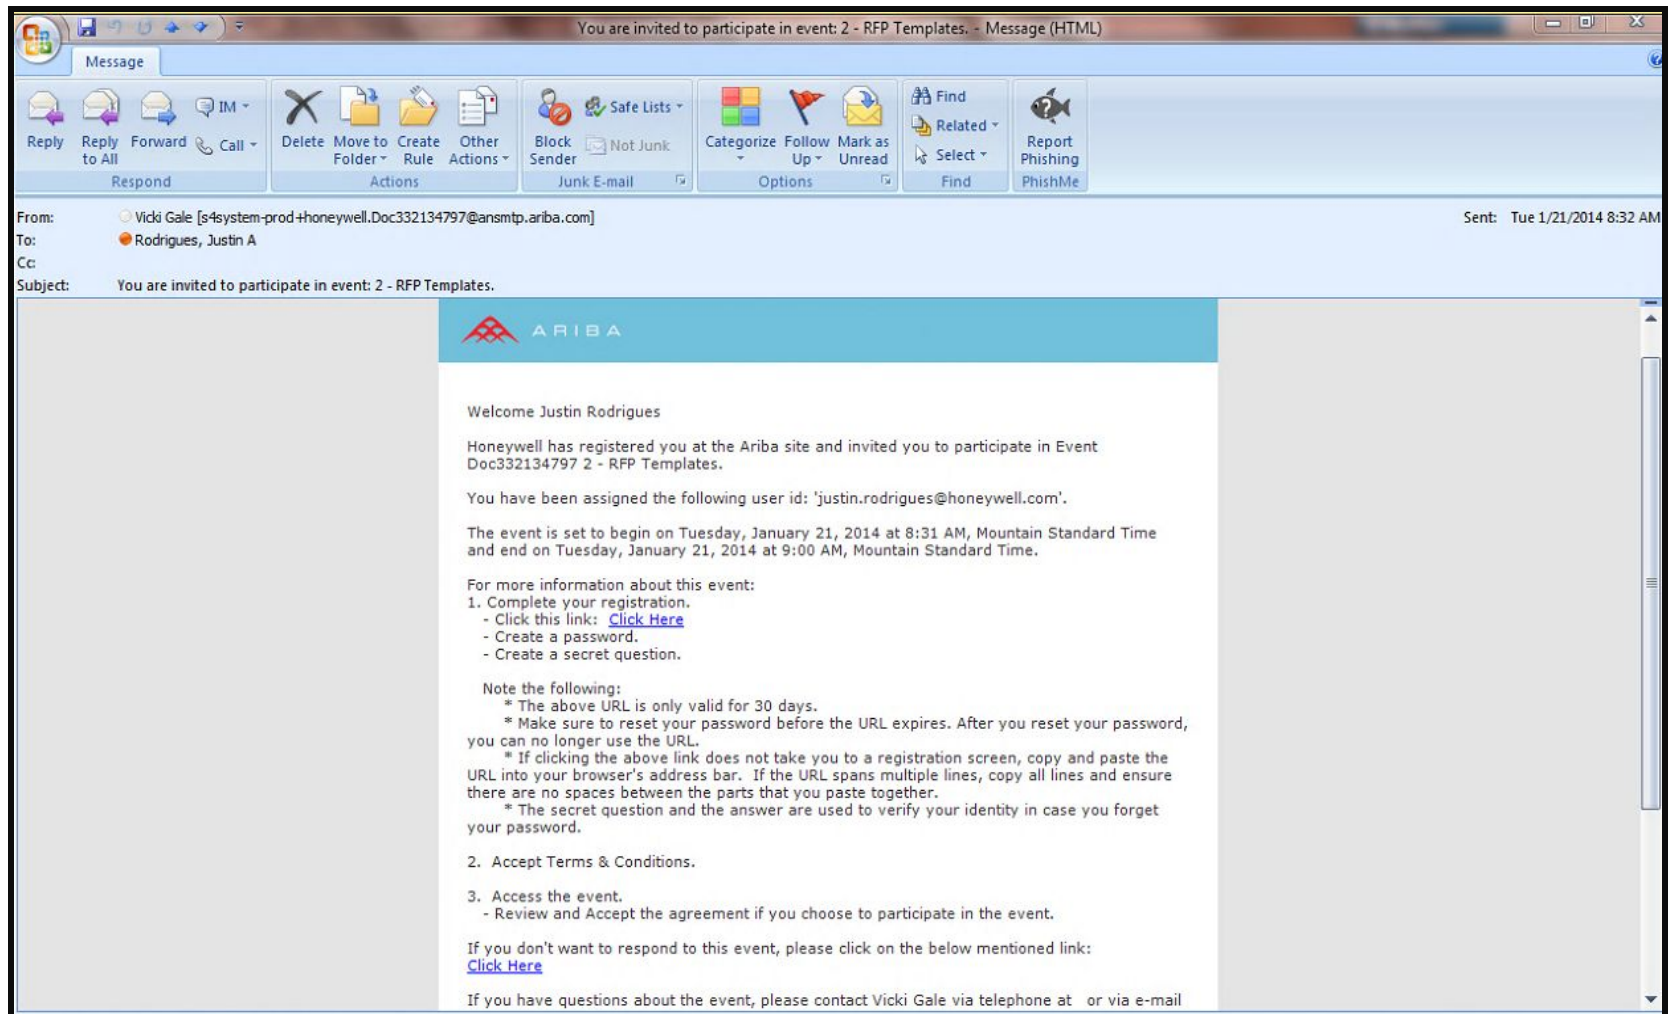 You are invited to participate in event: 2 - RFP Templates. - Message (HTML)
Message
Reply
Reply to All
Forward
IM
Call
Respond
Delete
Move to Folder
Create Rule
Other Actions
Actions
Block Sender
Safe Lists
Not Junk
Junk E-mail
Categorize
Follow Up
Mark as Unread
Options
Find
Related
Select
Find
Report Phishing
PhishMe
From: Vicki Gale [s4system-prod+honeywell.Doc332134797@ansmtp.ariba.com] Sent: Tue 1/21/2014 8:32 AM
To: Rodrigues, Justin A
Cc:
Subject: You are invited to participate in event: 2 - RFP Templates.
ARIBA
Welcome Justin Rodrigues
Honeywell has registered you at the Ariba site and invited you to participate in Event
Doc332134797 2 - RFP Templates.
You have been assigned the following user id: 'justin.rodrigues@honeywell.com'.
The event is set to begin on Tuesday, January 21, 2014 at 8:31 AM, Mountain Standard Time
and end on Tuesday, January 21, 2014 at 9:00 AM, Mountain Standard Time.
For more information about this event:
1. Complete your registration.
- Click this link: Click Here
- Create a password.
- Create a secret question.
Note the following:
* The above URL is only valid for 30 days.
* Make sure to reset your password before the URL expires. After you reset your password,
you can no longer use the URL.
* If clicking the above link does not take you to a registration screen, copy and paste the
URL into your browser's address bar. If the URL spans multiple lines, copy all lines and ensure
there are no spaces between the parts that you paste together.
* The secret question and the answer are used to verify your identity in case you forget
your password.
2. Accept Terms & Conditions.
3. Access the event.
- Review and Accept the agreement if you choose to participate in the event.
If you don't want to respond to this event, please click on the below mentioned link:
Click Here
If you have questions about the event, please contact Vicki Gale via telephone at or via e-mail